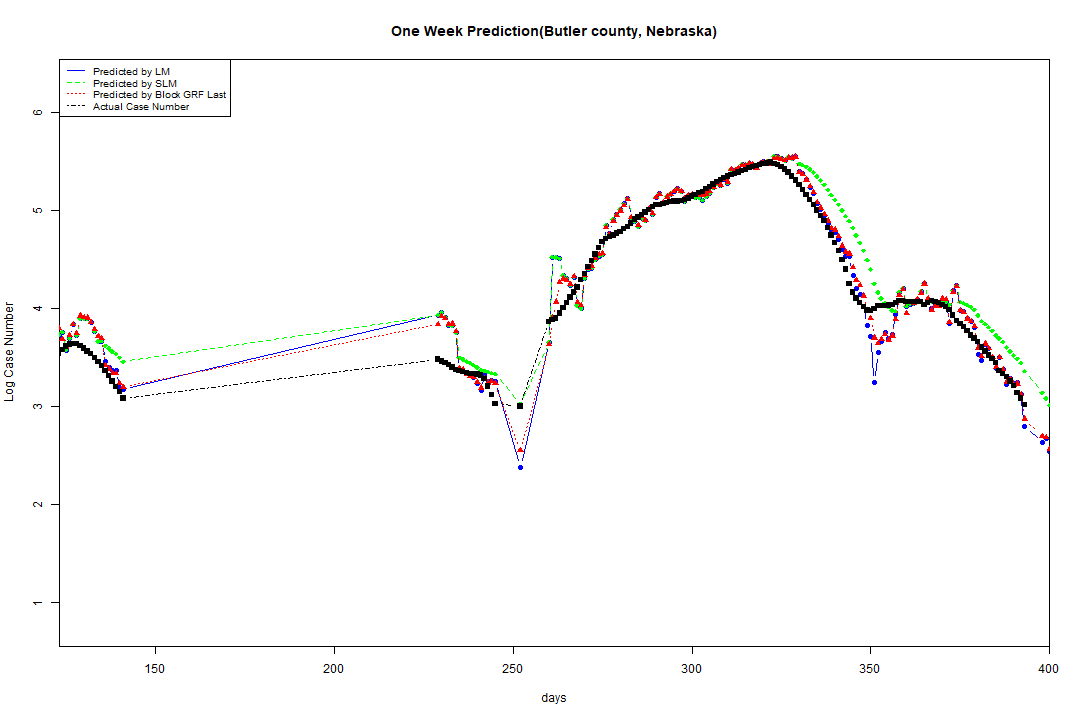 One Week Prediction(Butler county, Nebraska)
Predicted by LM
Predicted by SLM
Predicted by Block GRF Last
Actual Case Number
6
5
4
3
2
1
Log Case Number
150 200 250 300 350 400
days